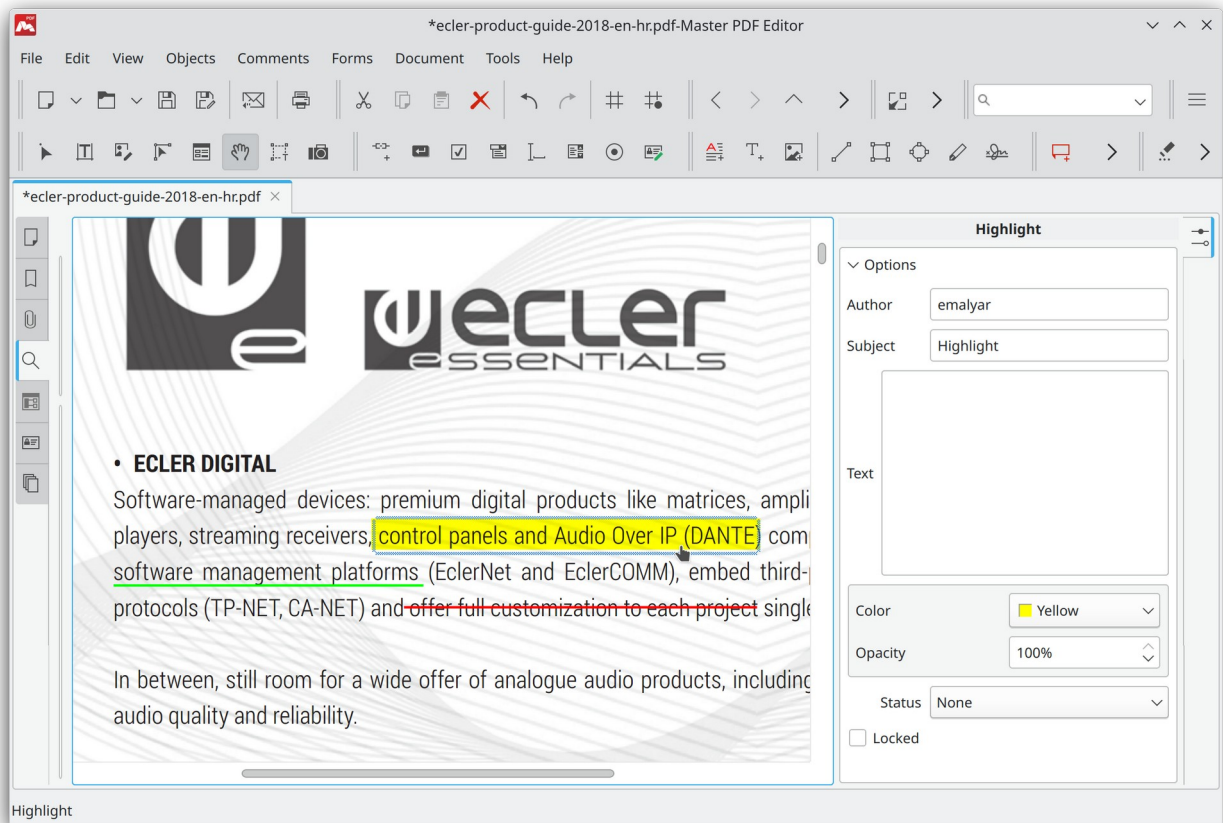 *ecler-product-guide-2018-en-hr.pdf-Master PDF Editor
File Edit View Objects Comments Forms Document Tools Help
*ecler-product-guide-2018-en-hr.pdf
Highlight
Options
Author emalyar
Subject Highlight
Text
Color Yellow
Opacity 100%
Status None
Locked
ecler
essentials
• ECLER DIGITAL
Software-managed devices: premium digital products like matrices, ampli
players, streaming receivers, control panels and Audio Over IP (DANTE) com
software management platforms (EclerNet and EclerCOMM), embed third-
protocols (TP-NET, CA-NET) and offer full customization to each project single
In between, still room for a wide offer of analogue audio products, including
audio quality and reliability.
Highlight